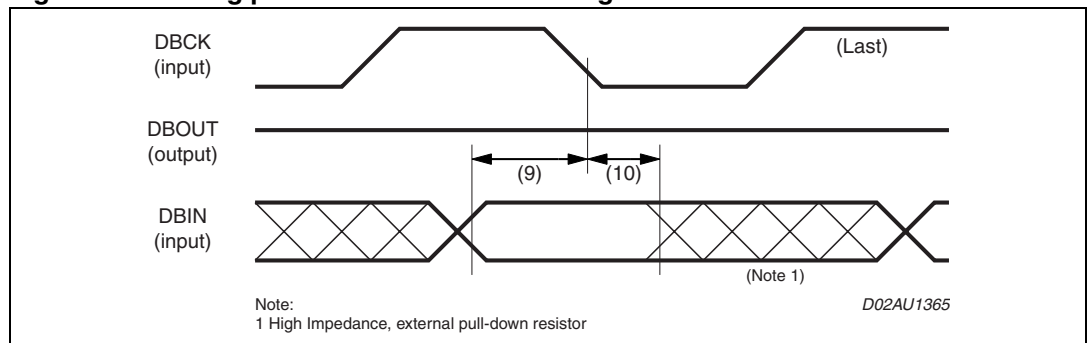 DBCK
(input)
(Last)
DBOUT
(output)
(9)
(10)
DBIN
(input)
(Note 1)
Note:
1 High Impedance, external pull-down resistor
D02AU1365